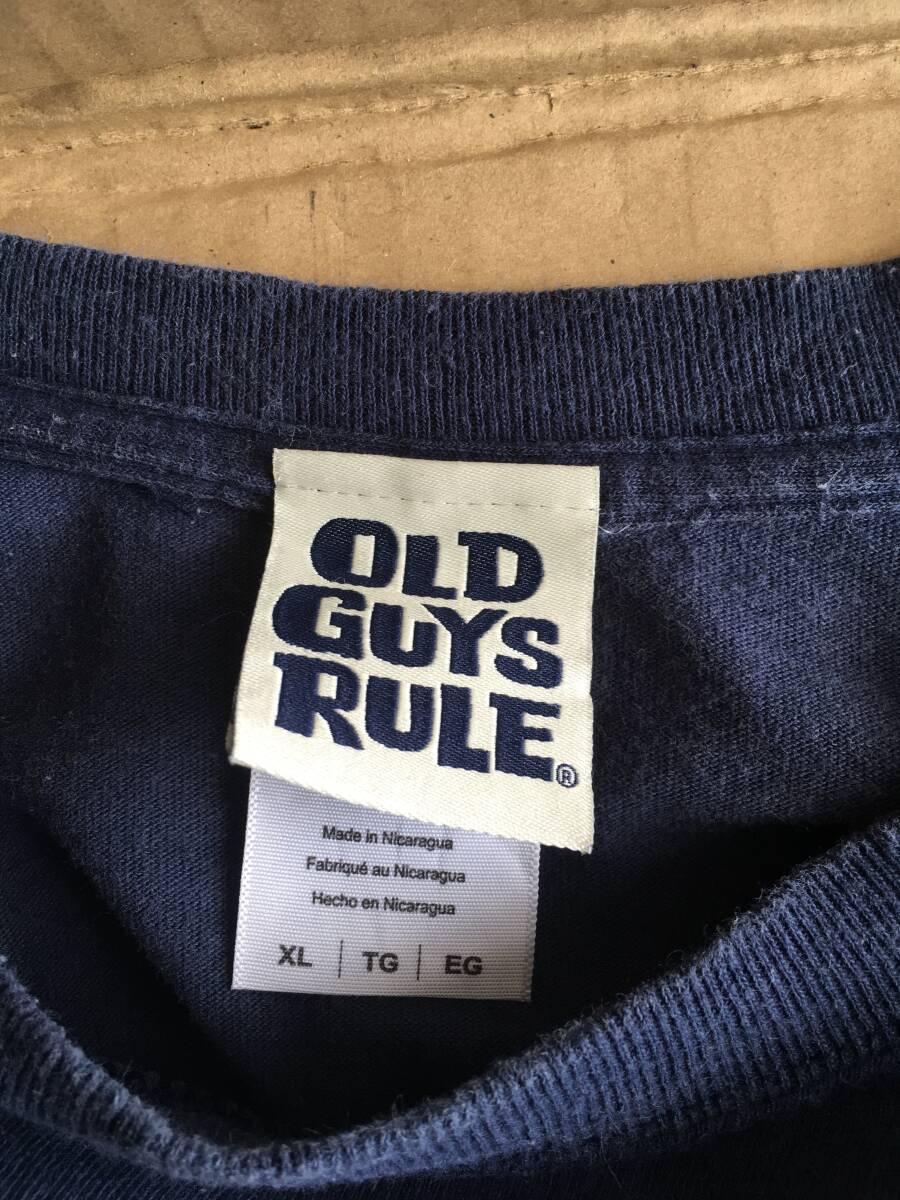 OLD
GUYS
RULE®
Made in Nicaragua
Fabriqué au Nicaragua
Hecho en Nicaragua
XL | TG | EG